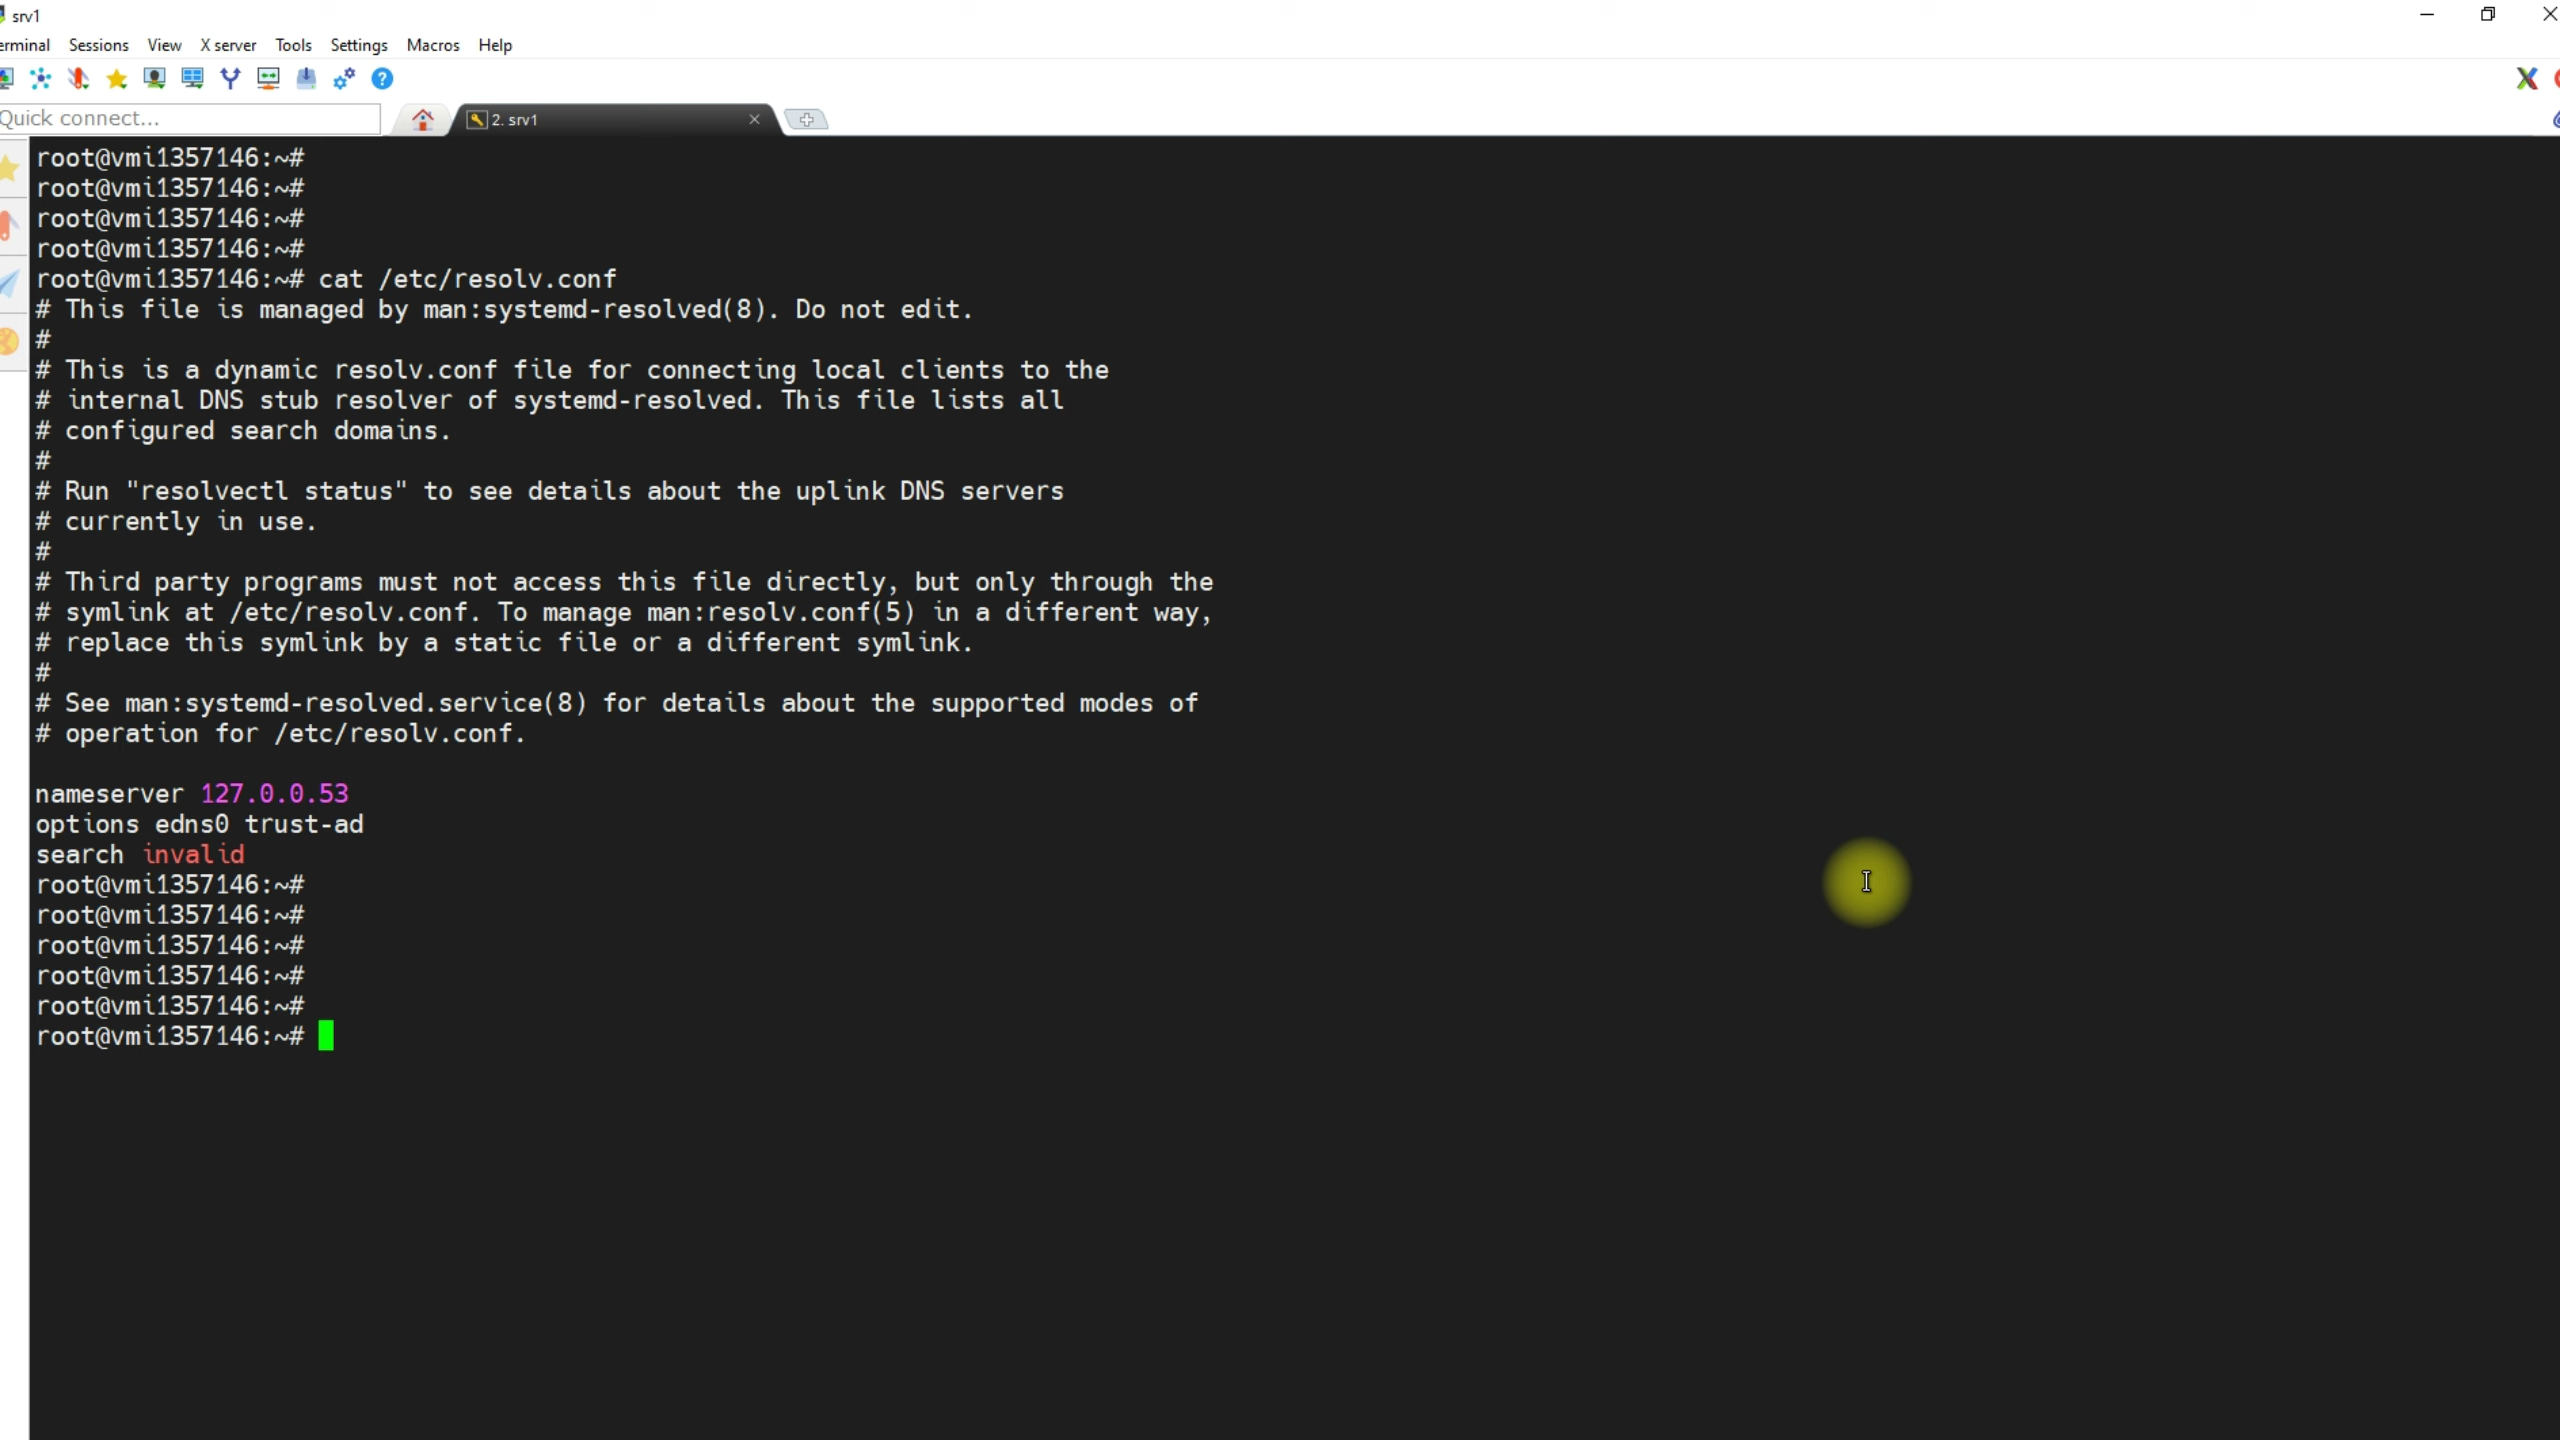 srv1
erminal Sessions View X server Tools Settings Macros Help
Quick connect...
2. srv1
root@vmi1357146:~#
root@vmi1357146:~#
root@vmi1357146:~#
root@vmi1357146:~#
root@vmi1357146:~# cat /etc/resolv.conf
# This file is managed by man:systemd-resolved(8). Do not edit.
#
# This is a dynamic resolv.conf file for connecting local clients to the
# internal DNS stub resolver of systemd-resolved. This file lists all
# configured search domains.
#
# Run "resolvectl status" to see details about the uplink DNS servers
# currently in use.
#
# Third party programs must not access this file directly, but only through the
# symlink at /etc/resolv.conf. To manage man:resolv.conf(5) in a different way,
# replace this symlink by a static file or a different symlink.
#
# See man:systemd-resolved.service(8) for details about the supported modes of
# operation for /etc/resolv.conf.
nameserver 127.0.0.53
options edns0 trust-ad
search invalid
root@vmi1357146:~#
root@vmi1357146:~#
root@vmi1357146:~#
root@vmi1357146:~#
root@vmi1357146:~#
root@vmi1357146:~#